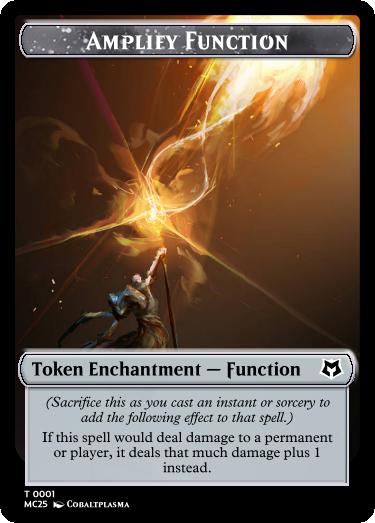 Amplify Function
Token Enchantment — Function
(Sacrifice this as you cast an instant or sorcery to
add the following effect to that spell.)
If this spell would deal damage to a permanent
or player, it deals that much damage plus 1
instead.
T 0001
MC25 Cobaltplasma